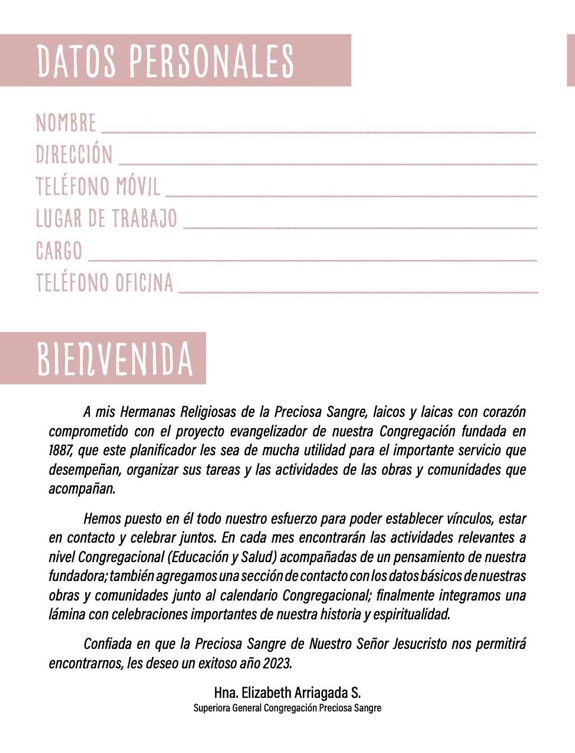 DATOS PERSONALES
NOMBRE
DIRECCIÓN
TELÉFONO MÓVIL
LUGAR DE TRABAJO
CARGO
TELÉFONO OFICINA
BIENVENIDA
A mis Hermanas Religiosas de la Preciosa Sangre, laicos y laicas con corazón
comprometido con el proyecto evangelizador de nuestra Congregación fundada en
1887, que este planificador les sea de mucha utilidad para el importante servicio que
desempeñan, organizar sus tareas y las actividades de las obras y comunidades que
acompañan.
Hemos puesto en él todo nuestro esfuerzo para poder establecer vínculos, estar
en contacto y celebrar juntos. En cada mes encontrarán las actividades relevantes a
nivel Congregacional (Educación y Salud) acompañadas de un pensamiento de nuestra
fundadora; también agregamos una sección de contacto con los datos básicos de nuestras
obras y comunidades junto al calendario Congregacional; finalmente integramos una
lámina con celebraciones importantes de nuestra historia y espiritualidad.
Confiada en que la Preciosa Sangre de Nuestro Señor Jesucristo nos permitirá
encontrarnos, les deseo un exitoso año 2023.
Hna. Elizabeth Arriagada S.
Superiora General Congregación Preciosa Sangre